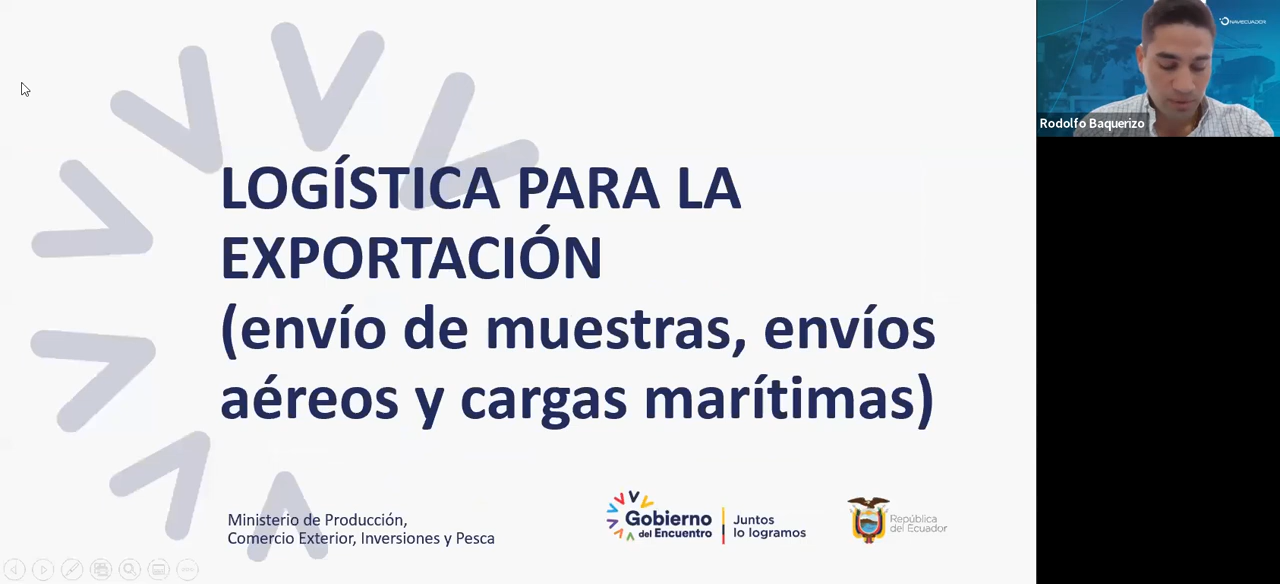 LOGÍSTICA PARA LA
EXPORTACIÓN
(envío de muestras, envíos
aéreos y cargas marítimas)
Ministerio de Producción,
Comercio Exterior, Inversiones y Pesca
Gobierno
del Encuentro
Juntos
lo logramos
República
del Ecuador
NAVECUADOR
Rodolfo Baquerizo